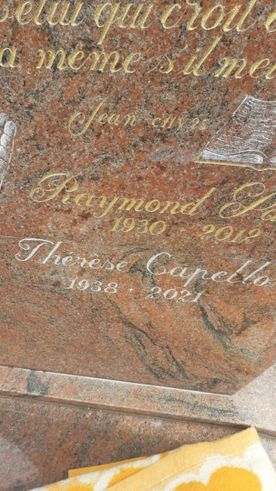 celui qui croit
a même s'il me
Jean
Raymond
1930 - 2012
Thérèse Capello
1938 - 2021